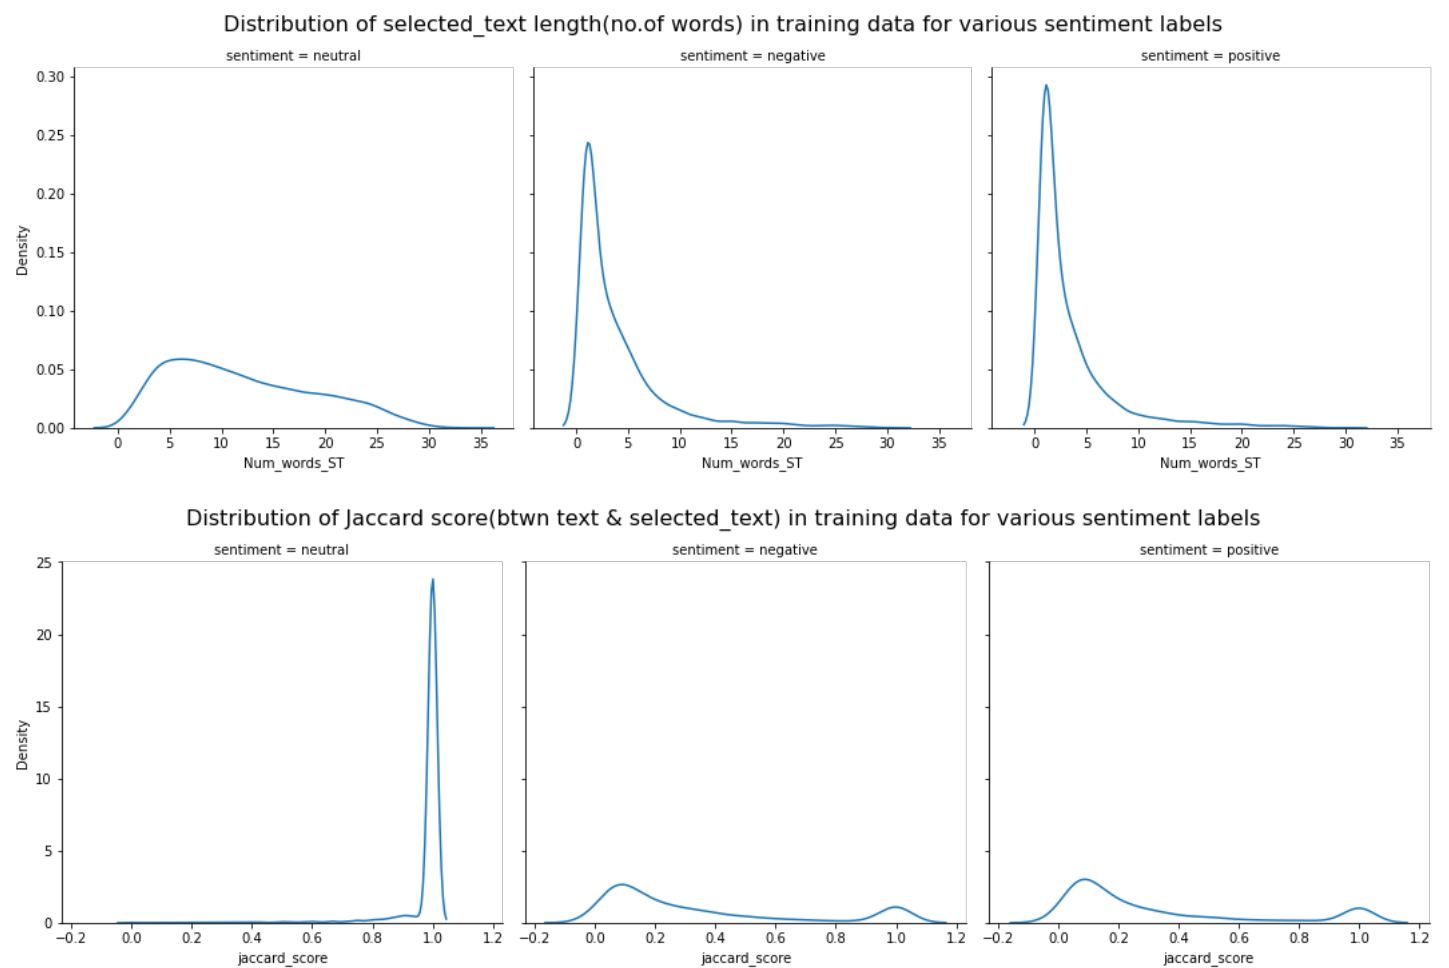 Distribution of selected_text length(no.of words) in training data for various sentiment labels
sentiment = neutral
sentiment = negative
sentiment = positive
0.30
0.25
0.20
0.15
0.10
0.05
0.00
Density
0 5 10 15 20 25 30 35
0 5 10 15 20 25 30 35
0 5 10 15 20 25 30 35
Num_words_ST
Num_words_ST
Num_words_ST
Distribution of Jaccard score(btwn text & selected_text) in training data for various sentiment labels
sentiment = neutral
sentiment = negative
sentiment = positive
25
20
15
10
5
0
Density
−0.2 0.0 0.2 0.4 0.6 0.8 1.0 1.2
−0.2 0.0 0.2 0.4 0.6 0.8 1.0 1.2
−0.2 0.0 0.2 0.4 0.6 0.8 1.0 1.2
jaccard_score
jaccard_score
jaccard_score